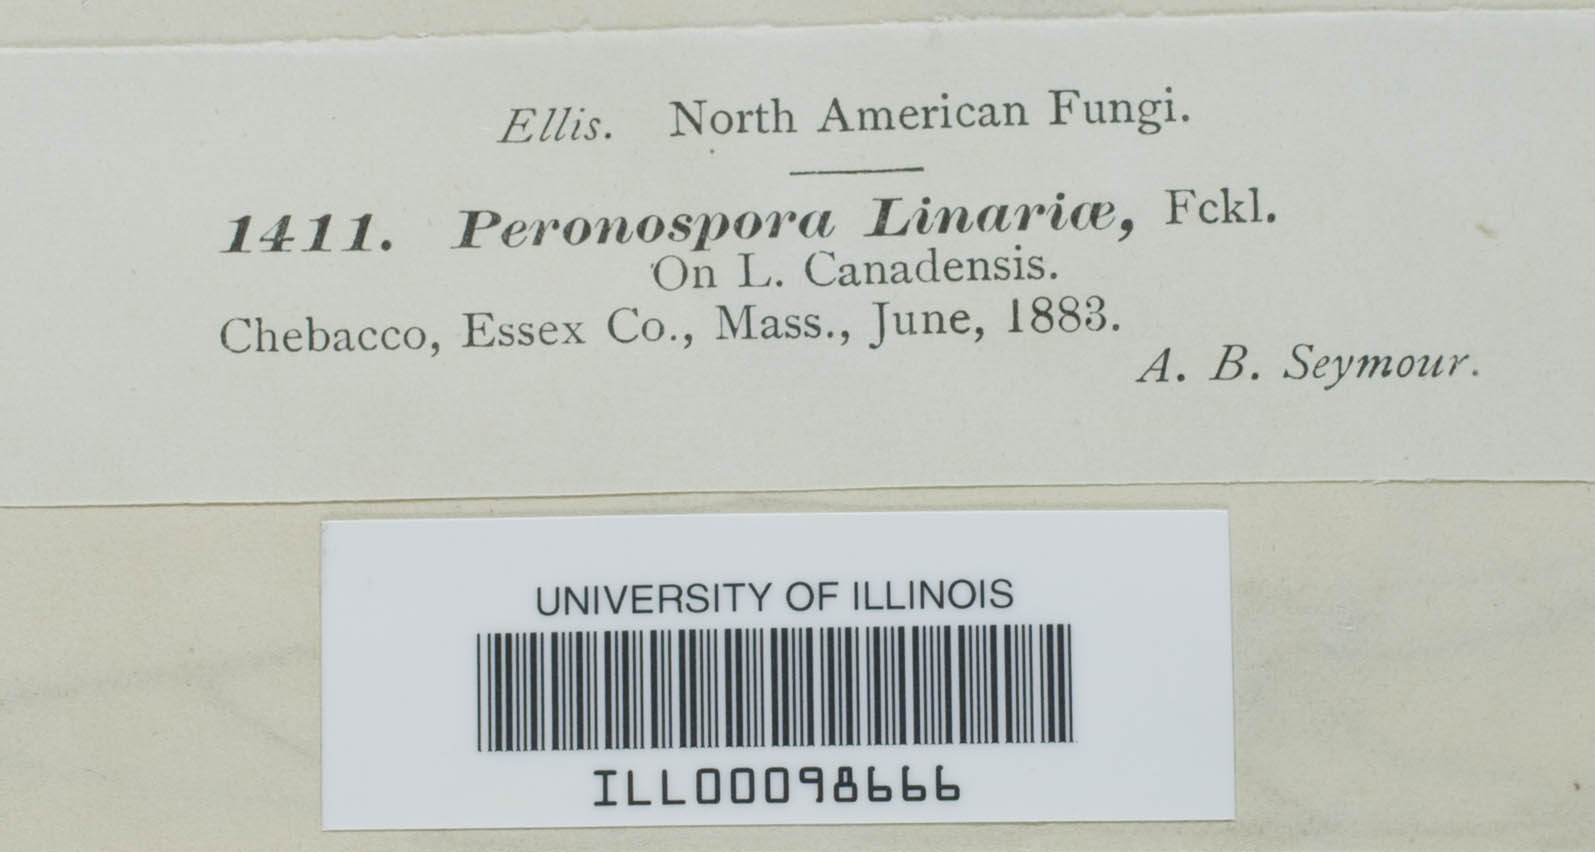 Ellis. North American Fungi.
1411. Peronospora Linariæ, Fckl.
On L. Canadensis.
Chebacco, Essex Co., Mass., June, 1883.
A. B. Seymour.
UNIVERSITY OF ILLINOIS
ILL00098666